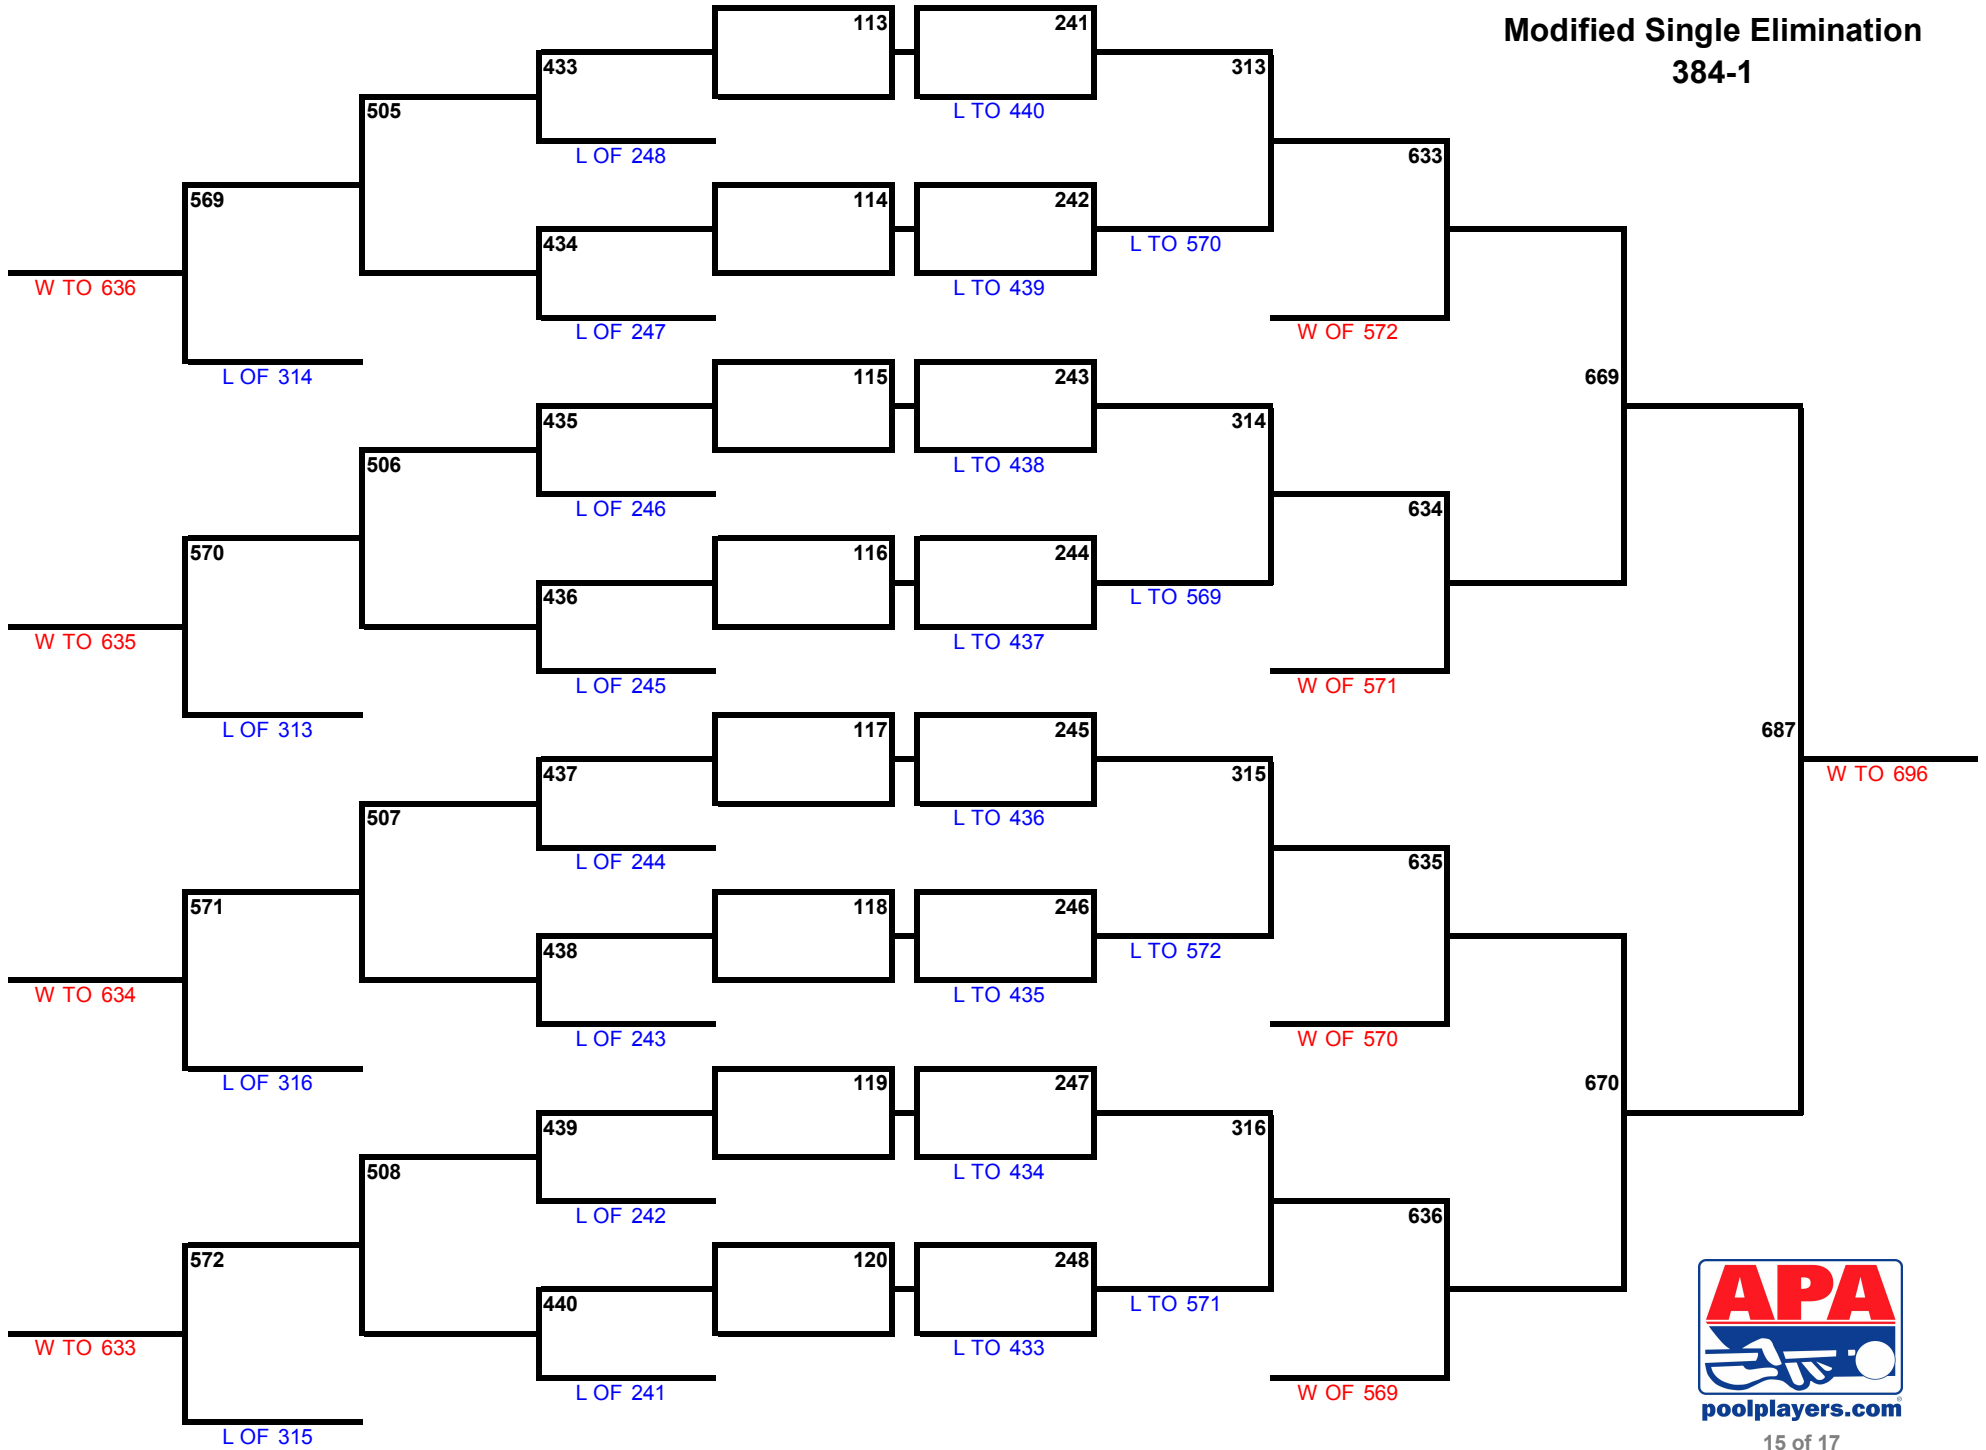 Modified Single Elimination
384-1
113
241
433
313
505
L TO 440
L OF 248
633
569
114
242
434
L TO 570
W TO 636
L TO 439
L OF 247
W OF 572
L OF 314
115
243
669
435
314
506
L TO 438
L OF 246
634
570
116
244
436
L TO 569
W TO 635
L TO 437
L OF 245
W OF 571
L OF 313
117
245
687
437
315
W TO 696
507
L TO 436
L OF 244
635
571
118
246
438
L TO 572
W TO 634
L TO 435
L OF 243
W OF 570
L OF 316
119
247
670
439
316
508
L TO 434
L OF 242
636
572
120
248
440
L TO 571
W TO 633
L TO 433
L OF 241
W OF 569
L OF 315
APA
poolplayers.com
15 of 17